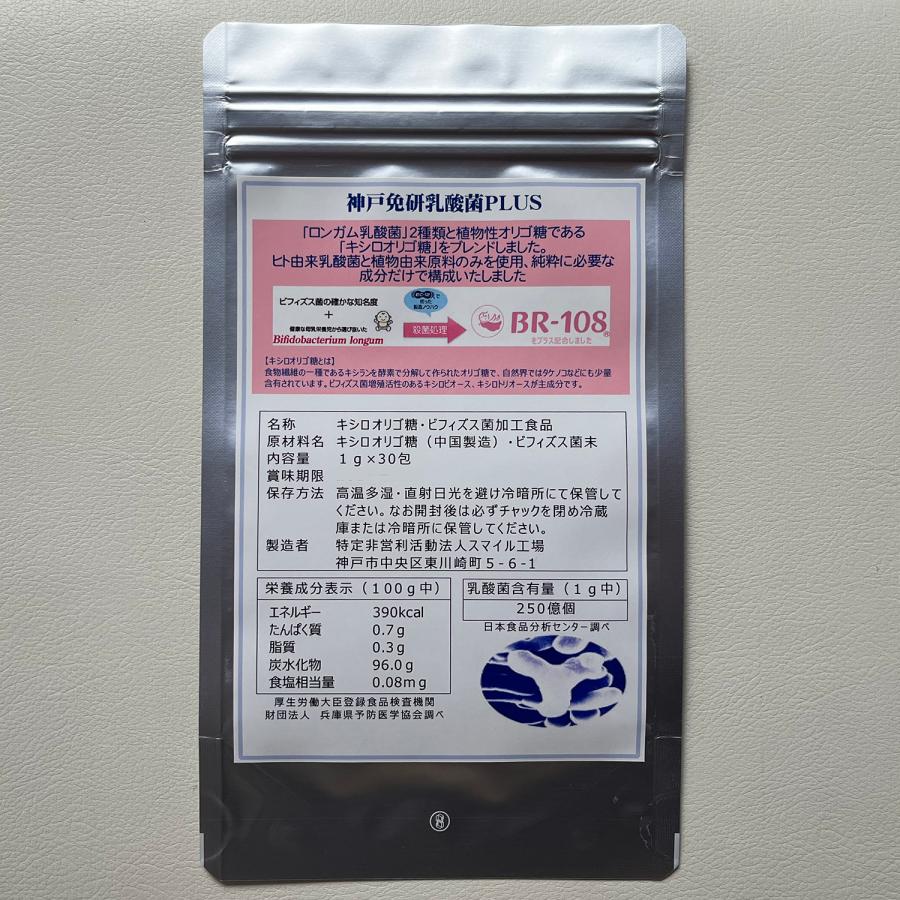 神戸免研乳酸菌PLUS
「ロンガム乳酸菌」2種類と植物性オリゴ糖である
「キシロオリゴ糖」をブレンドしました。
ヒト由来乳酸菌と植物由来原料のみを使用、純粋に必要な
成分だけで構成いたしました
ビフィズス菌の確かな知名度
+
健康な母乳栄養児から選び抜いた
Bifidobacterium longum
製造ノウハウ
殺菌処理
BR-108®
をプラス配合しました
【キシロオリゴ糖とは】
食物繊維の一種であるキシランを酵素で分解して作られたオリゴ糖で、自然界ではタケノコなどにも少量
含有されています。ビフィズス菌増殖活性のあるキシロビオース、キシロトリオースが主成分です。
名称 キシロオリゴ糖・ビフィズス菌加工食品
原材料名 キシロオリゴ糖（中国製造）・ビフィズス菌末
内容量 1g×30包
賞味期限
保存方法 高温多湿・直射日光を避け冷暗所にて保管して
ください。なお開封後は必ずチャックを閉め冷蔵
庫または冷暗所に保管してください。
製造者 特定非営利活動法人スマイル工場
神戸市中央区東川崎町5-6-1
栄養成分表示（100g中）
エネルギー 390kcal
たんぱく質 0.7g
脂質 0.3g
炭水化物 96.0g
食塩相当量 0.08mg
厚生労働大臣登録食品検査機関
財団法人 兵庫県予防医学協会調べ
乳酸菌含有量（1g中）
250億個
日本食品分析センター調べ